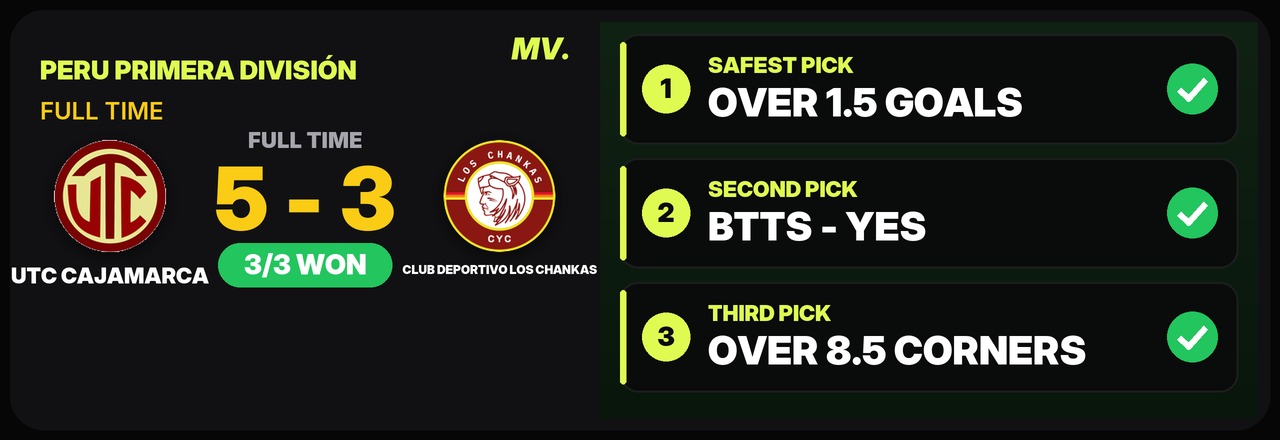 MV.
PERU PRIMERA DIVISIÓN
FULL TIME
FULL TIME
5 - 3
UTC
LOS CHANKAS
CYC
3/3 WON
UTC CAJAMARCA
CLUB DEPORTIVO LOS CHANKAS
1
SAFEST PICK
OVER 1.5 GOALS
2
SECOND PICK
BTTS - YES
3
THIRD PICK
OVER 8.5 CORNERS